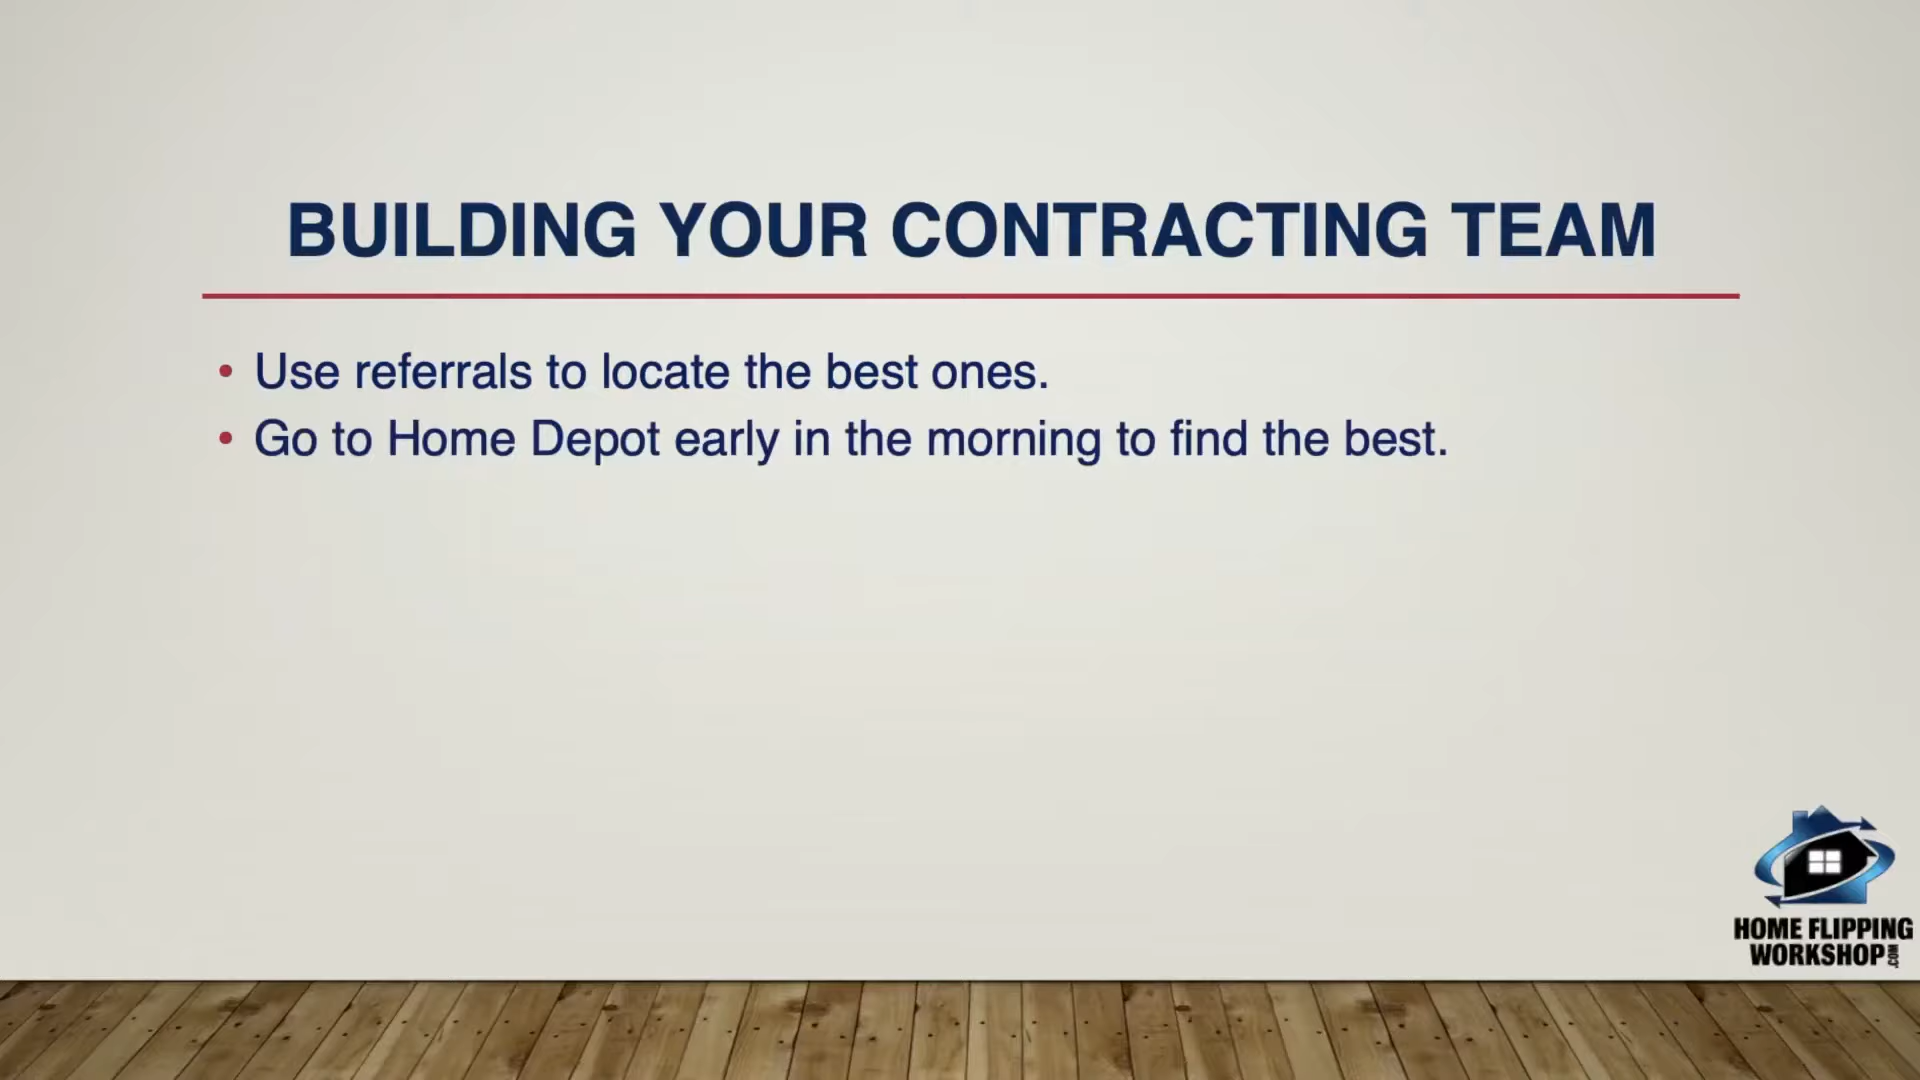 BUILDING YOUR CONTRACTING TEAM
• Use referrals to locate the best ones.
• Go to Home Depot early in the morning to find the best.
HOME FLIPPING
WORKSHOP.COM